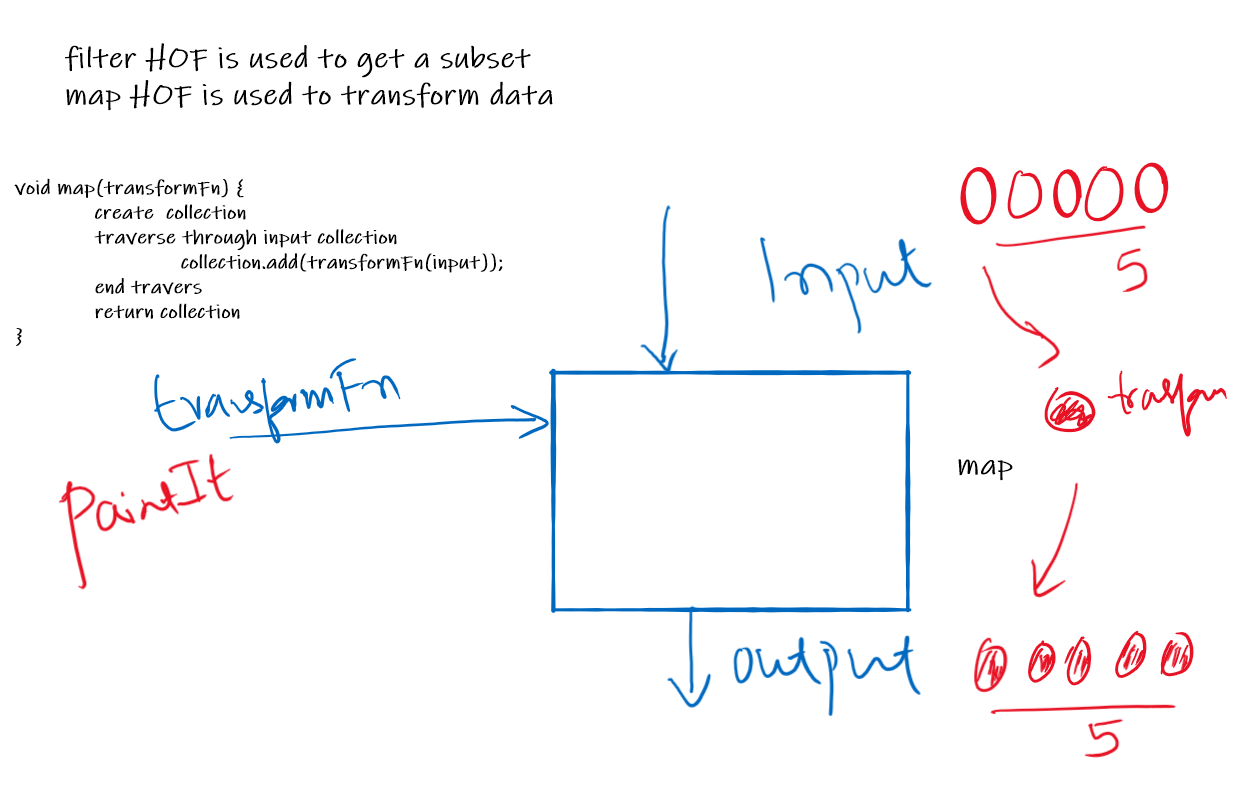 filter HOF is used to get a subset
map HOF is used to transform data
void map(transformFn) {
create collection
traverse through input collection
collection.add(transformFn(input));
end travers
return collection
}
Input
5
transformFn
trasfm
PaintIt
map
output
5